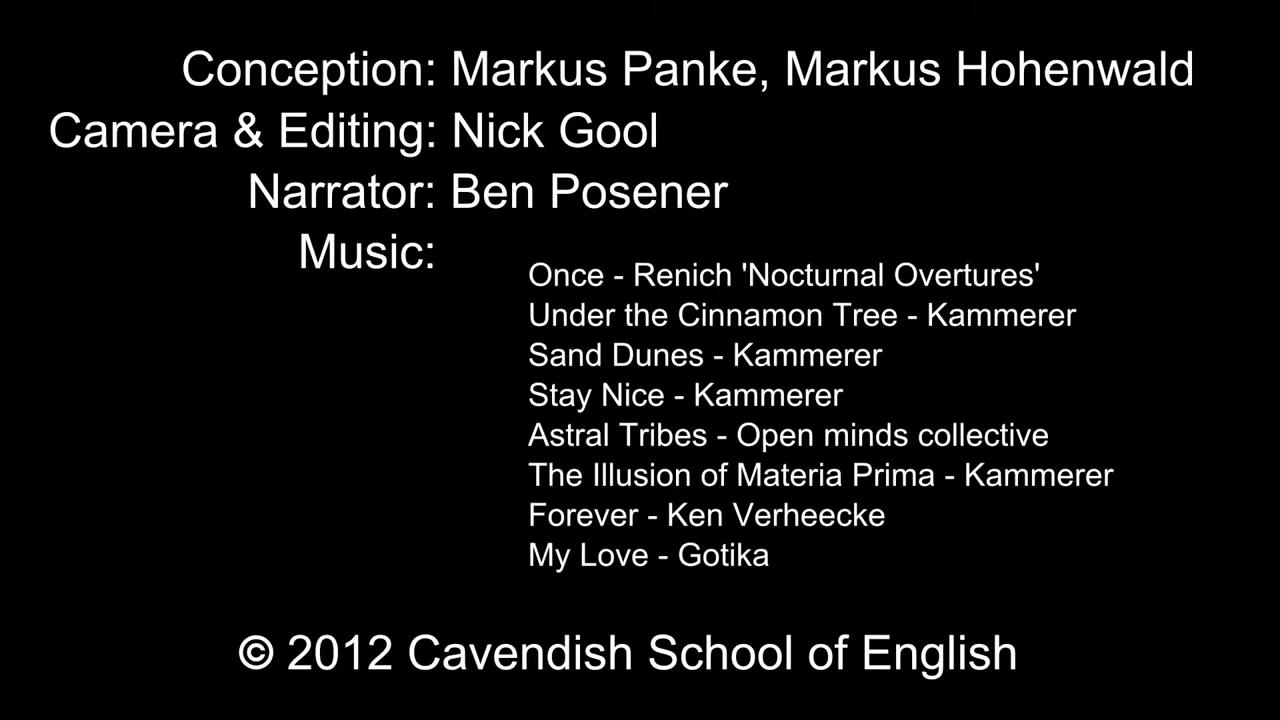 Conception: Markus Panke, Markus Hohenwald
Camera & Editing: Nick Gool
Narrator: Ben Posener
Music:
Once - Renich 'Nocturnal Overtures'
Under the Cinnamon Tree - Kammerer
Sand Dunes - Kammerer
Stay Nice - Kammerer
Astral Tribes - Open minds collective
The Illusion of Materia Prima - Kammerer
Forever - Ken Verheecke
My Love - Gotika
© 2012 Cavendish School of English